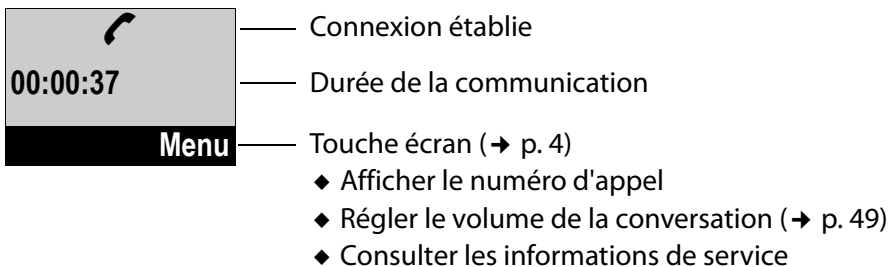 Connexion établie
00:00:37
Durée de la communication
Menu
Touche écran (➔ p. 4)
◆ Afficher le numéro d'appel
◆ Régler le volume de la conversation (➔ p. 49)
◆ Consulter les informations de service